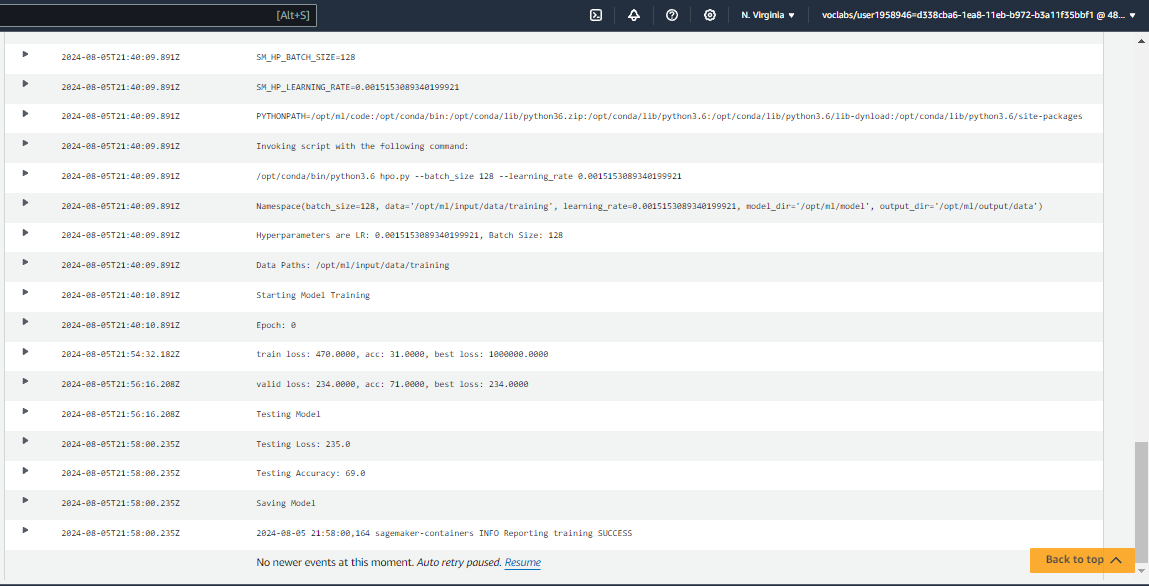 [Alt+S]
N. Virginia
voclabs/user1958946=d338cba6-1ea8-11eb-b972-b3a11f35bbf1 @ 48...
2024-08-05T21:40:09.891Z SM_HP_BATCH_SIZE=128
2024-08-05T21:40:09.891Z SM_HP_LEARNING_RATE=0.0015153089340199921
2024-08-05T21:40:09.891Z PYTHONPATH=/opt/ml/code:/opt/conda/bin:/opt/conda/lib/python36.zip:/opt/conda/lib/python3.6:/opt/conda/lib/python3.6/lib-dynload:/opt/conda/lib/python3.6/site-packages
2024-08-05T21:40:09.891Z Invoking script with the following command:
2024-08-05T21:40:09.891Z /opt/conda/bin/python3.6 hpo.py --batch_size 128 --learning_rate 0.0015153089340199921
2024-08-05T21:40:09.891Z Namespace(batch_size=128, data='/opt/ml/input/data/training', learning_rate=0.0015153089340199921, model_dir='/opt/ml/model', output_dir='/opt/ml/output/data')
2024-08-05T21:40:09.891Z Hyperparameters are LR: 0.0015153089340199921, Batch Size: 128
2024-08-05T21:40:09.891Z Data Paths: /opt/ml/input/data/training
2024-08-05T21:40:10.891Z Starting Model Training
2024-08-05T21:40:10.891Z Epoch: 0
2024-08-05T21:54:32.182Z train loss: 470.0000, acc: 31.0000, best loss: 1000000.0000
2024-08-05T21:56:16.208Z valid loss: 234.0000, acc: 71.0000, best loss: 234.0000
2024-08-05T21:56:16.208Z Testing Model
2024-08-05T21:58:00.235Z Testing Loss: 235.0
2024-08-05T21:58:00.235Z Testing Accuracy: 69.0
2024-08-05T21:58:00.235Z Saving Model
2024-08-05T21:58:00.235Z 2024-08-05 21:58:00,164 sagemaker-containers INFO Reporting training SUCCESS
No newer events at this moment. Auto retry paused. Resume
Back to top